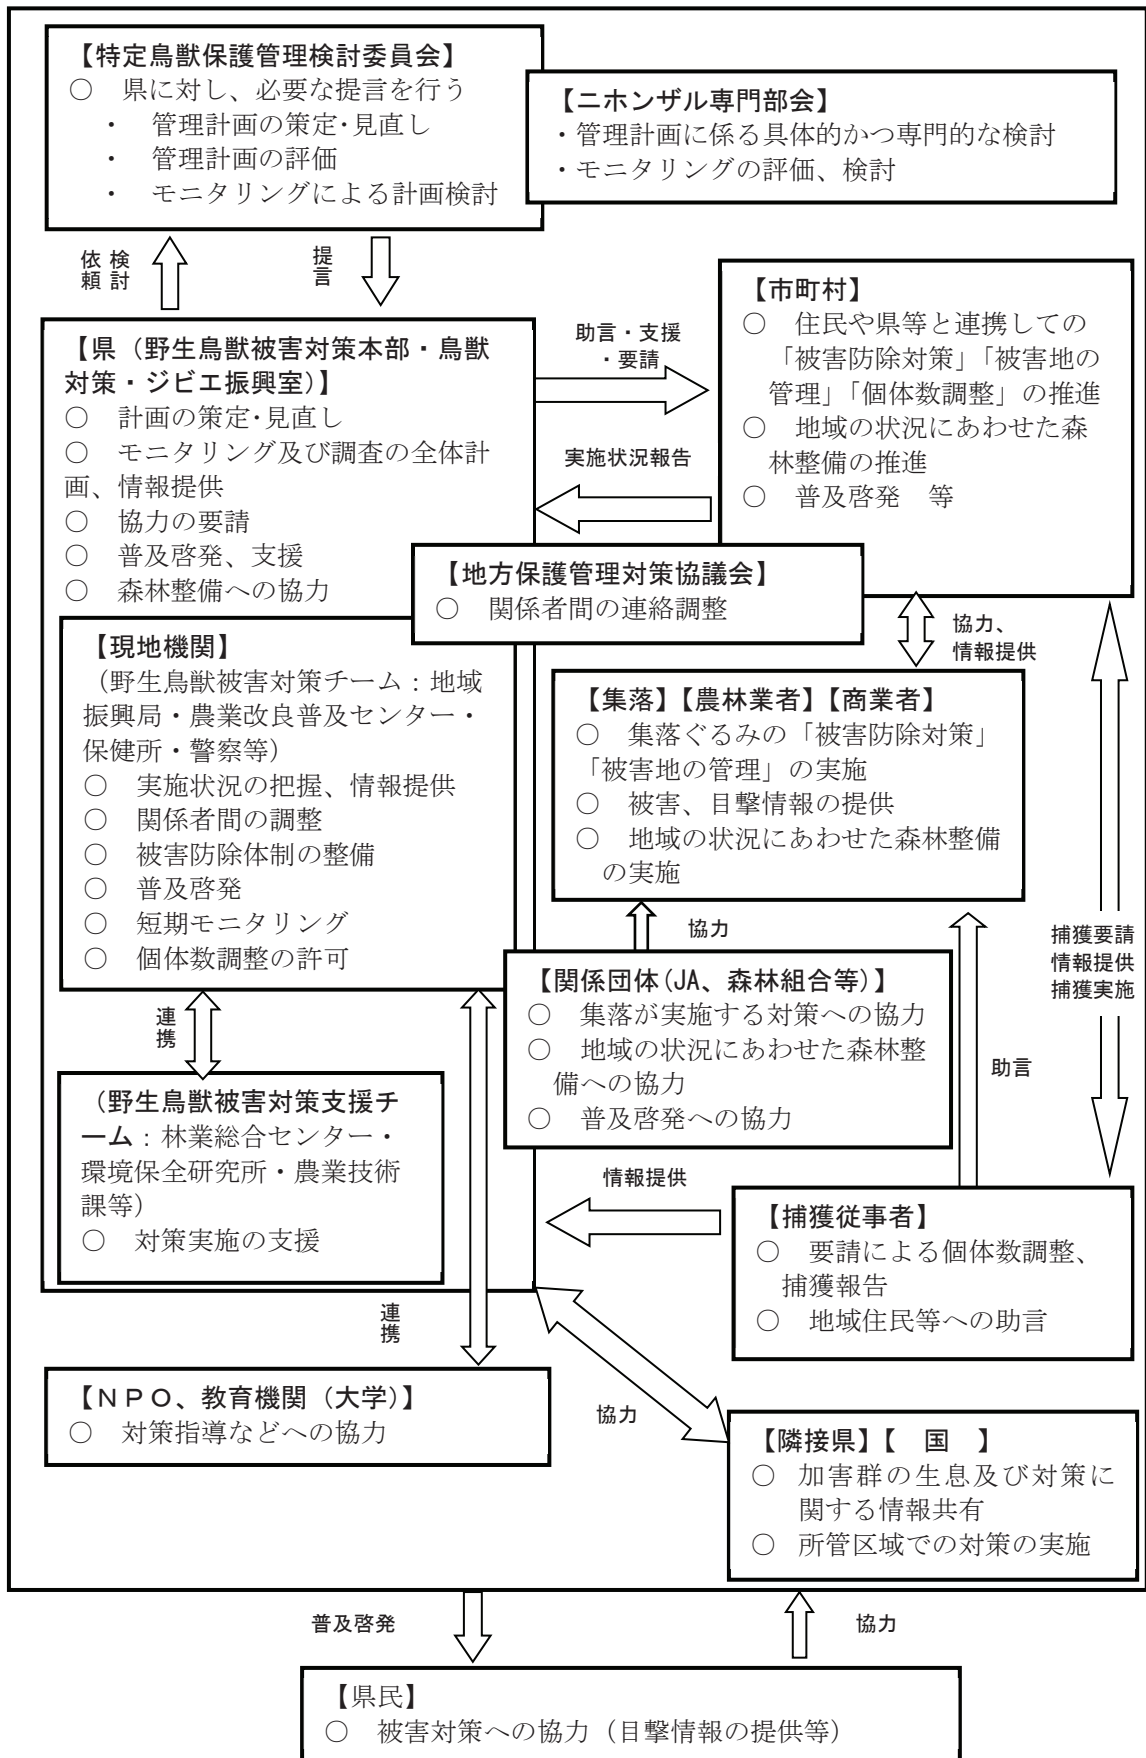 【特定鳥獣保護管理検討委員会】
○　県に対し、必要な提言を行う
・　管理計画の策定・見直し
・　管理計画の評価
・　モニタリングによる計画検討
【ニホンザル専門部会】
・管理計画に係る具体的かつ専門的な検討
・モニタリングの評価、検討
検討
依頼
提言
【県（野生鳥獣被害対策本部・鳥獣
対策・ジビエ振興室）】
○　計画の策定・見直し
○　モニタリング及び調査の全体計
画、情報提供
○　協力の要請
○　普及啓発、支援
○　森林整備への協力
助言・支援
・要請
実施状況報告
【市町村】
○　住民や県等と連携しての
「被害防除対策」「被害地の
管理」「個体数調整」の推進
○　地域の状況にあわせた森
林整備の推進
○　普及啓発　等
【地方保護管理対策協議会】
○　関係者間の連絡調整
【現地機関】
（野生鳥獣被害対策チーム：地域
振興局・農業改良普及センター・
保健所・警察等）
○　実施状況の把握、情報提供
○　関係者間の調整
○　被害防除体制の整備
○　普及啓発
○　短期モニタリング
○　個体数調整の許可
協力、
情報提供
【集落】【農林業者】【商業者】
○　集落ぐるみの「被害防除対策」
「被害地の管理」の実施
○　被害、目撃情報の提供
○　地域の状況にあわせた森林整備
の実施
協力
捕獲要請
情報提供
捕獲実施
【関係団体（JA、森林組合等）】
○　集落が実施する対策への協力
○　地域の状況にあわせた森林整
備への協力
○　普及啓発への協力
連携
助言
（野生鳥獣被害対策支援チ
ーム：林業総合センター・
環境保全研究所・農業技術
課等）
○　対策実施の支援
情報提供
【捕獲従事者】
○　要請による個体数調整、
捕獲報告
○　地域住民等への助言
連携
【ＮＰＯ、教育機関（大学）】
○　対策指導などへの協力
協力
【隣接県】【　国　】
○　加害群の生息及び対策に
関する情報共有
○　所管区域での対策の実施
普及啓発
協力
【県民】
○　被害対策への協力（目撃情報の提供等）